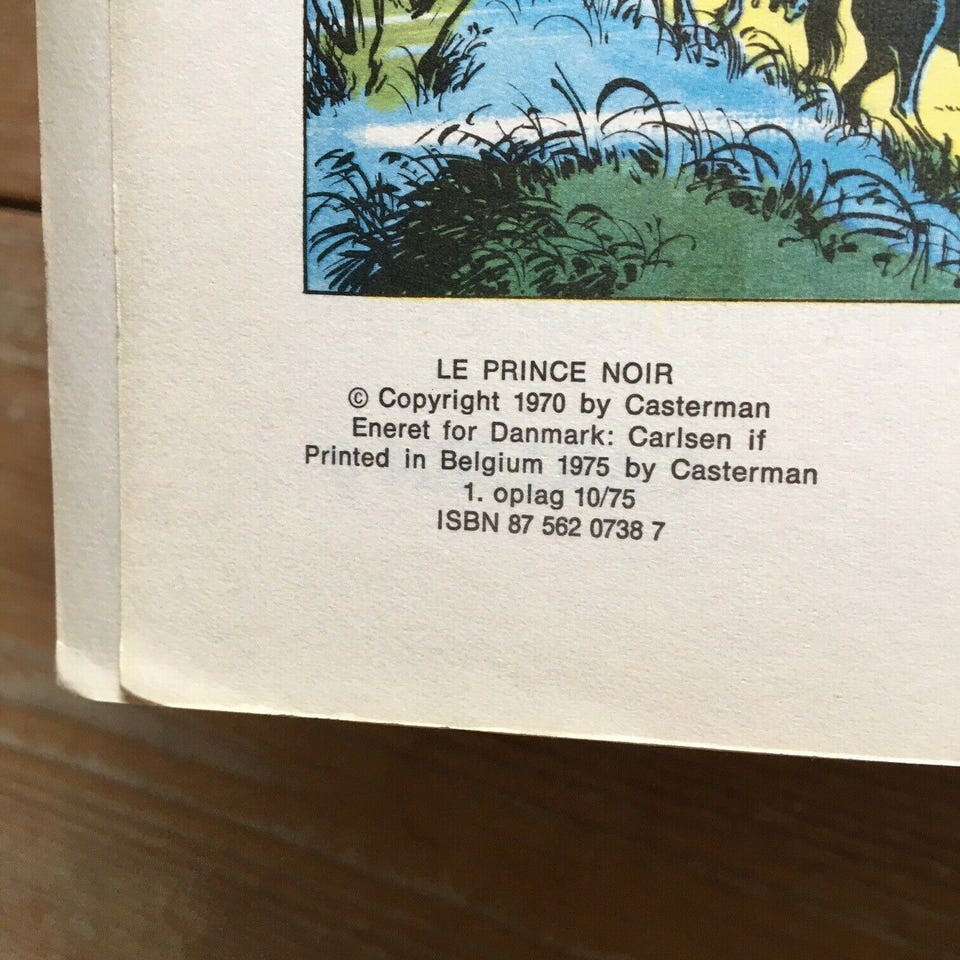 LE PRINCE NOIR
© Copyright 1970 by Casterman
Eneret for Danmark: Carlsen if
Printed in Belgium 1975 by Casterman
1. oplag 10/75
ISBN 87 562 0738 7